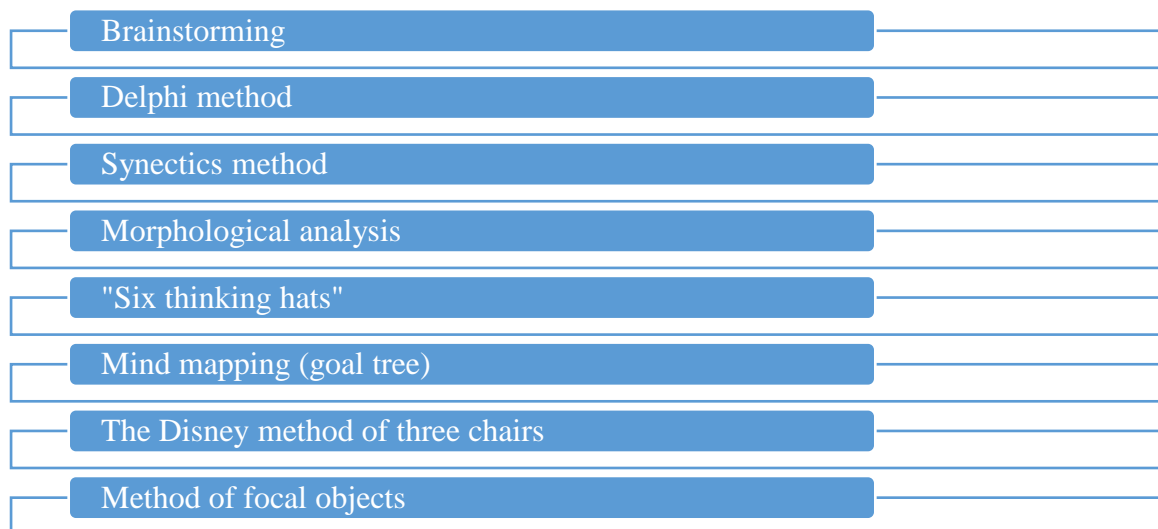 Brainstorming
Delphi method
Synectics method
Morphological analysis
"Six thinking hats"
Mind mapping (goal tree)
The Disney method of three chairs
Method of focal objects